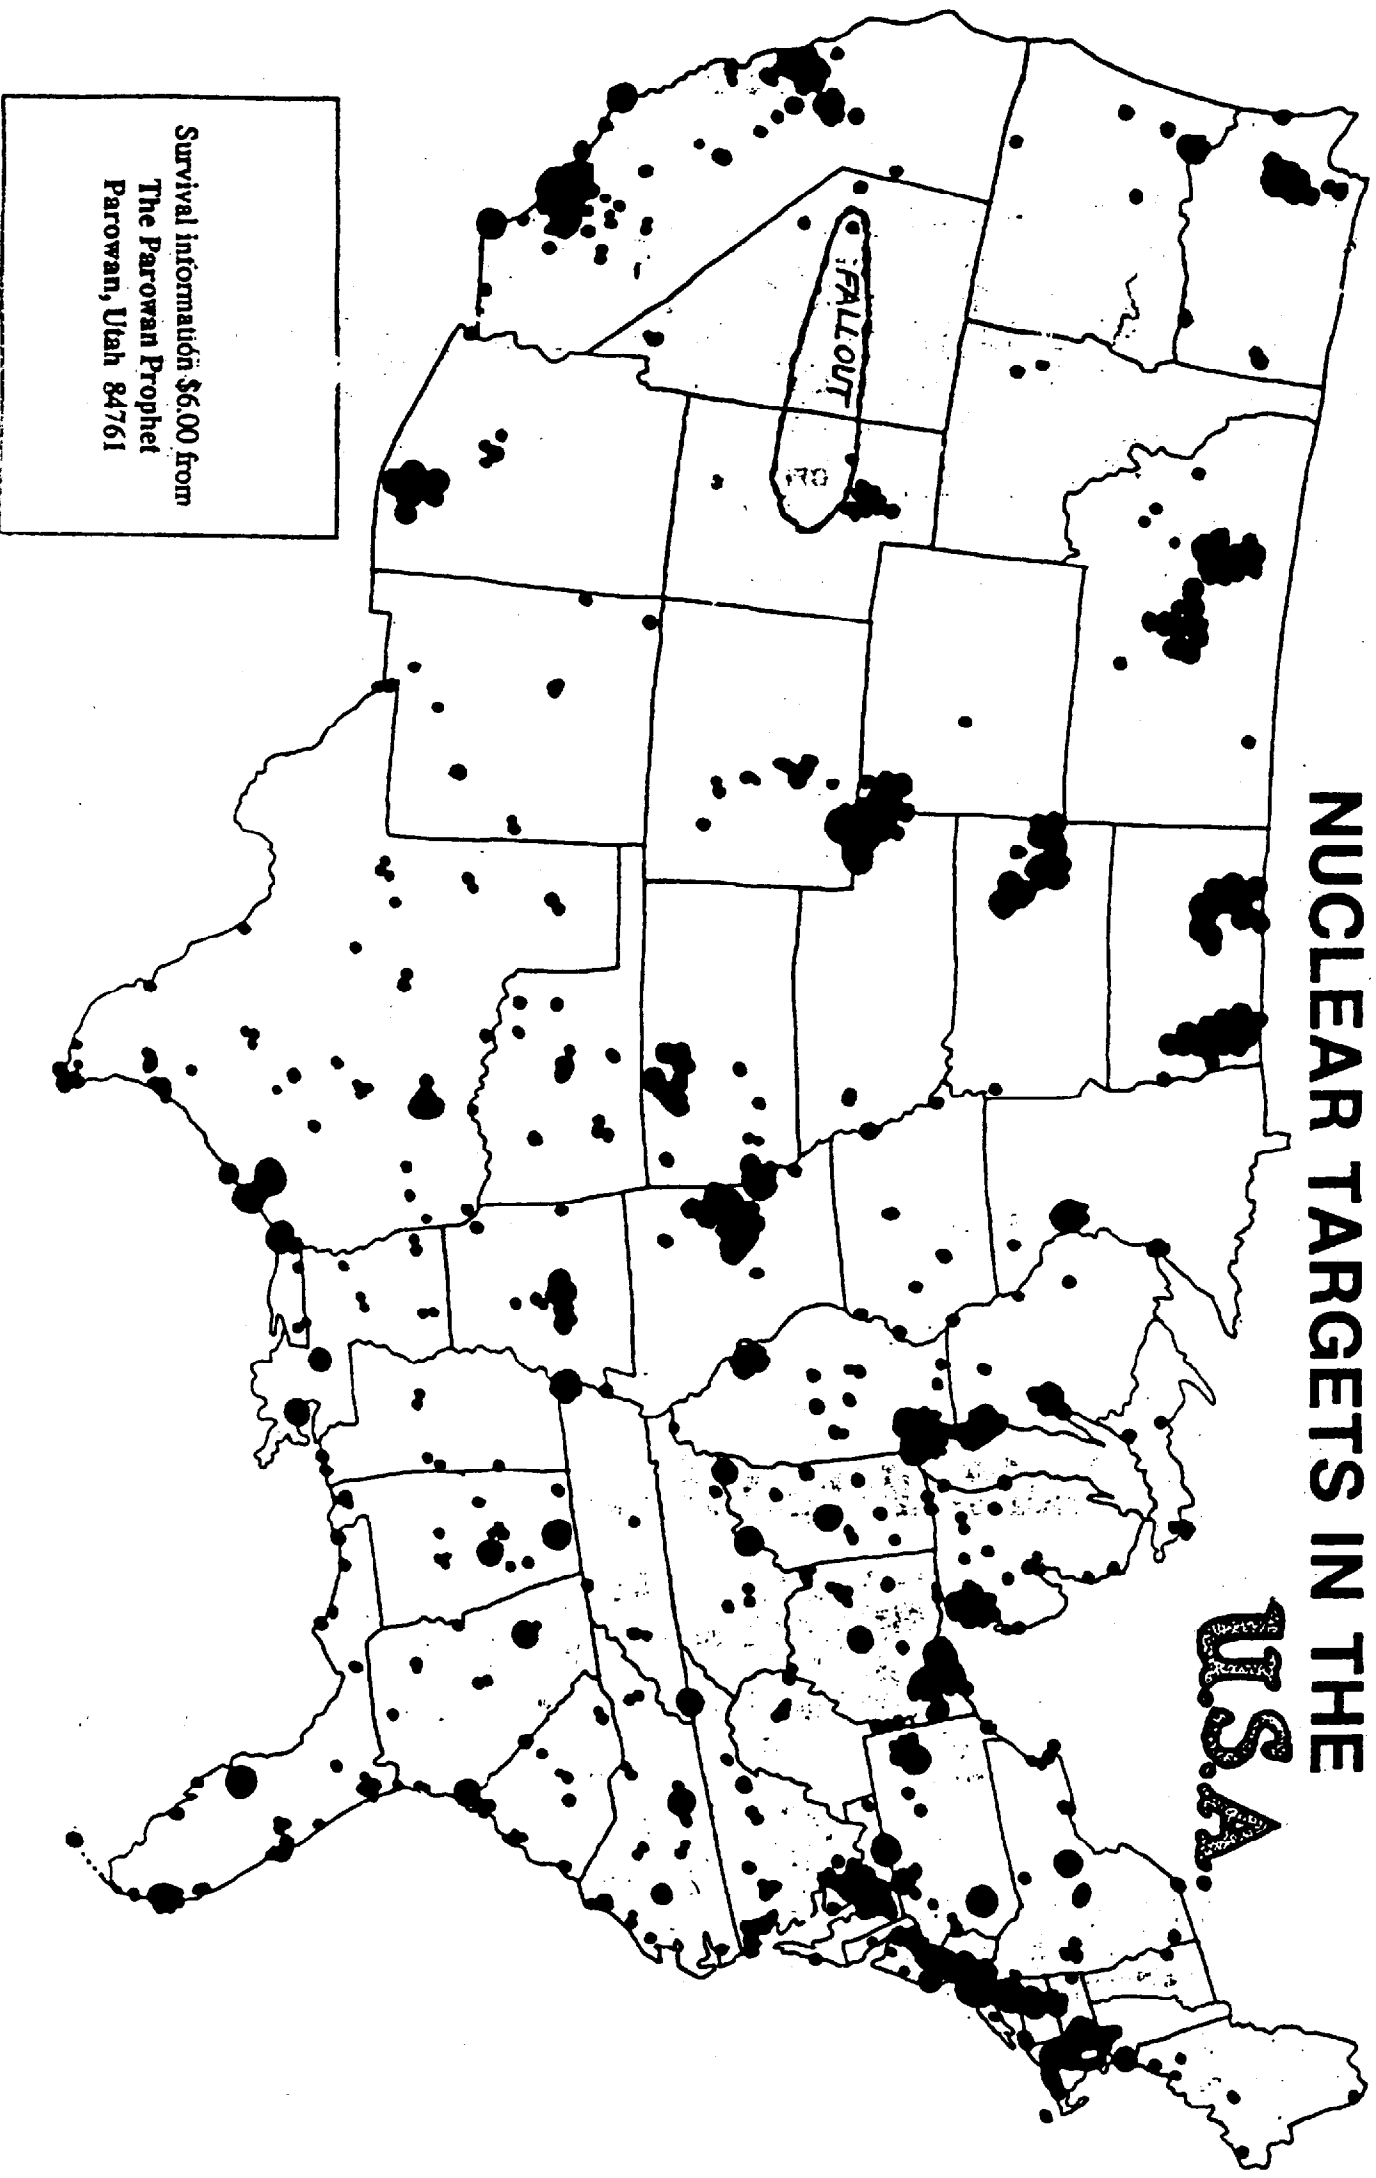 NUCLEAR TARGETS IN THE
U.S.A.
FALLOUT
Survival information $6.00 from
The Parowan Prophet
Parowan, Utah 84761